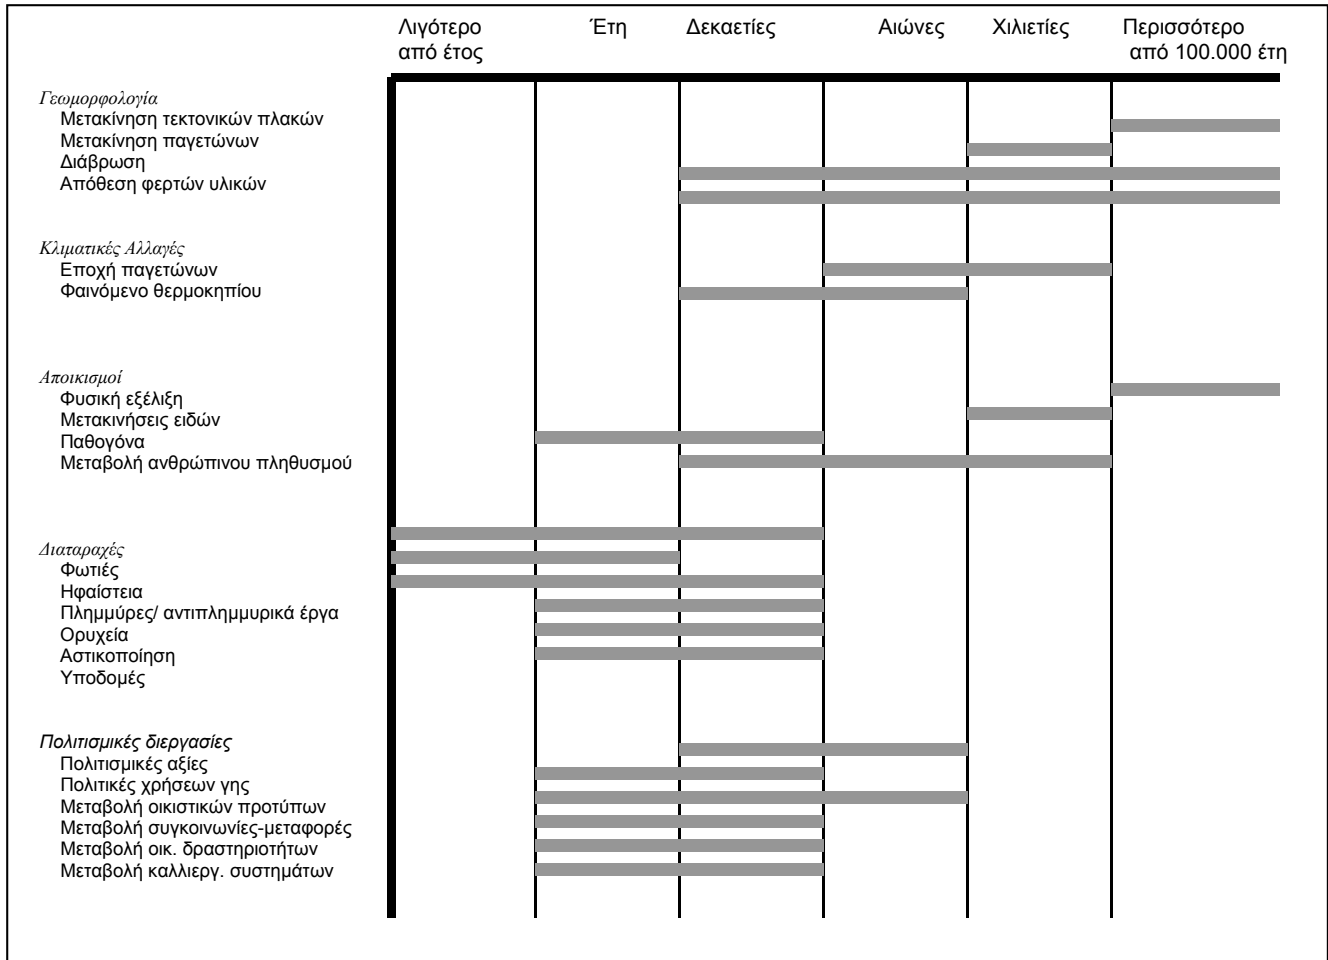 Λιγότερο από έτος
Έτη
Δεκαετίες
Αιώνες
Χιλιετίες
Περισσότερο από 100.000 έτη
Γεωμορφολογία
Μετακίνηση τεκτονικών πλακών
Μετακίνηση παγετώνων
Διάβρωση
Απόθεση φερτών υλικών
Κλιματικές Αλλαγές
Εποχή παγετώνων
Φαινόμενο θερμοκηπίου
Αποικισμοί
Φυσική εξέλιξη
Μετακινήσεις ειδών
Παθογόνα
Μεταβολή ανθρώπινου πληθυσμού
Διαταραχές
Φωτιές
Ηφαίστεια
Πλημμύρες/ αντιπλημμυρικά έργα
Ορυχεία
Αστικοποίηση
Υποδομές
Πολιτισμικές διεργασίες
Πολιτισμικές αξίες
Πολιτικές χρήσεων γης
Μεταβολή οικιστικών προτύπων
Μεταβολή συγκοινωνίες-μεταφορές
Μεταβολή οικ. δραστηριοτήτων
Μεταβολή καλλιεργ. συστημάτων